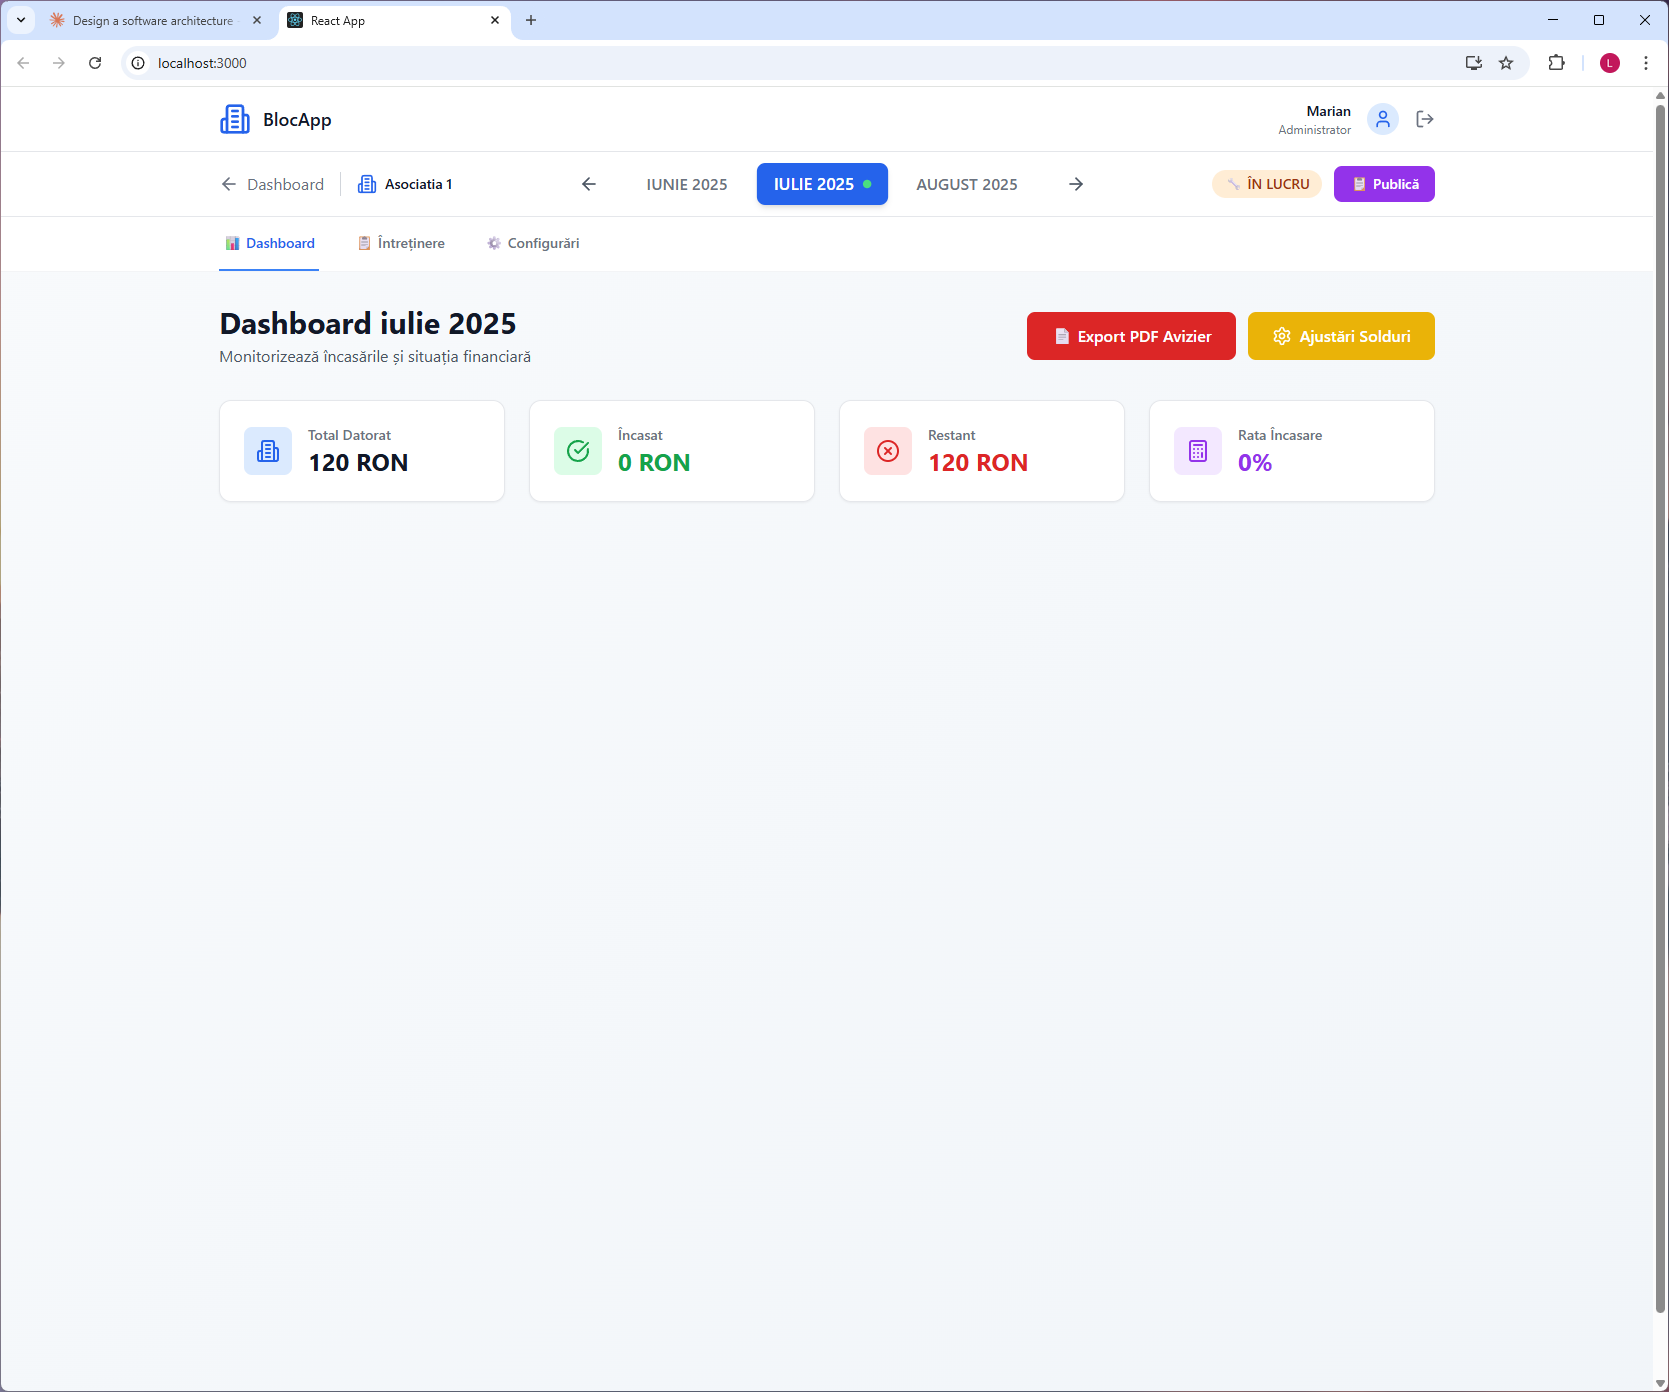 Design a software architecture
React App
localhost:3000
L
BlocApp
Marian
Administrator
Dashboard
Asociatia 1
IUNIE 2025
IULIE 2025
AUGUST 2025
ÎN LUCRU
Publică
Dashboard
Întreținere
Configurări
Dashboard iulie 2025
Monitorizează încasările și situația financiară
Export PDF Avizier
Ajustări Solduri
Total Datorat
120 RON
Încasat
0 RON
Restant
120 RON
Rata Încasare
0%